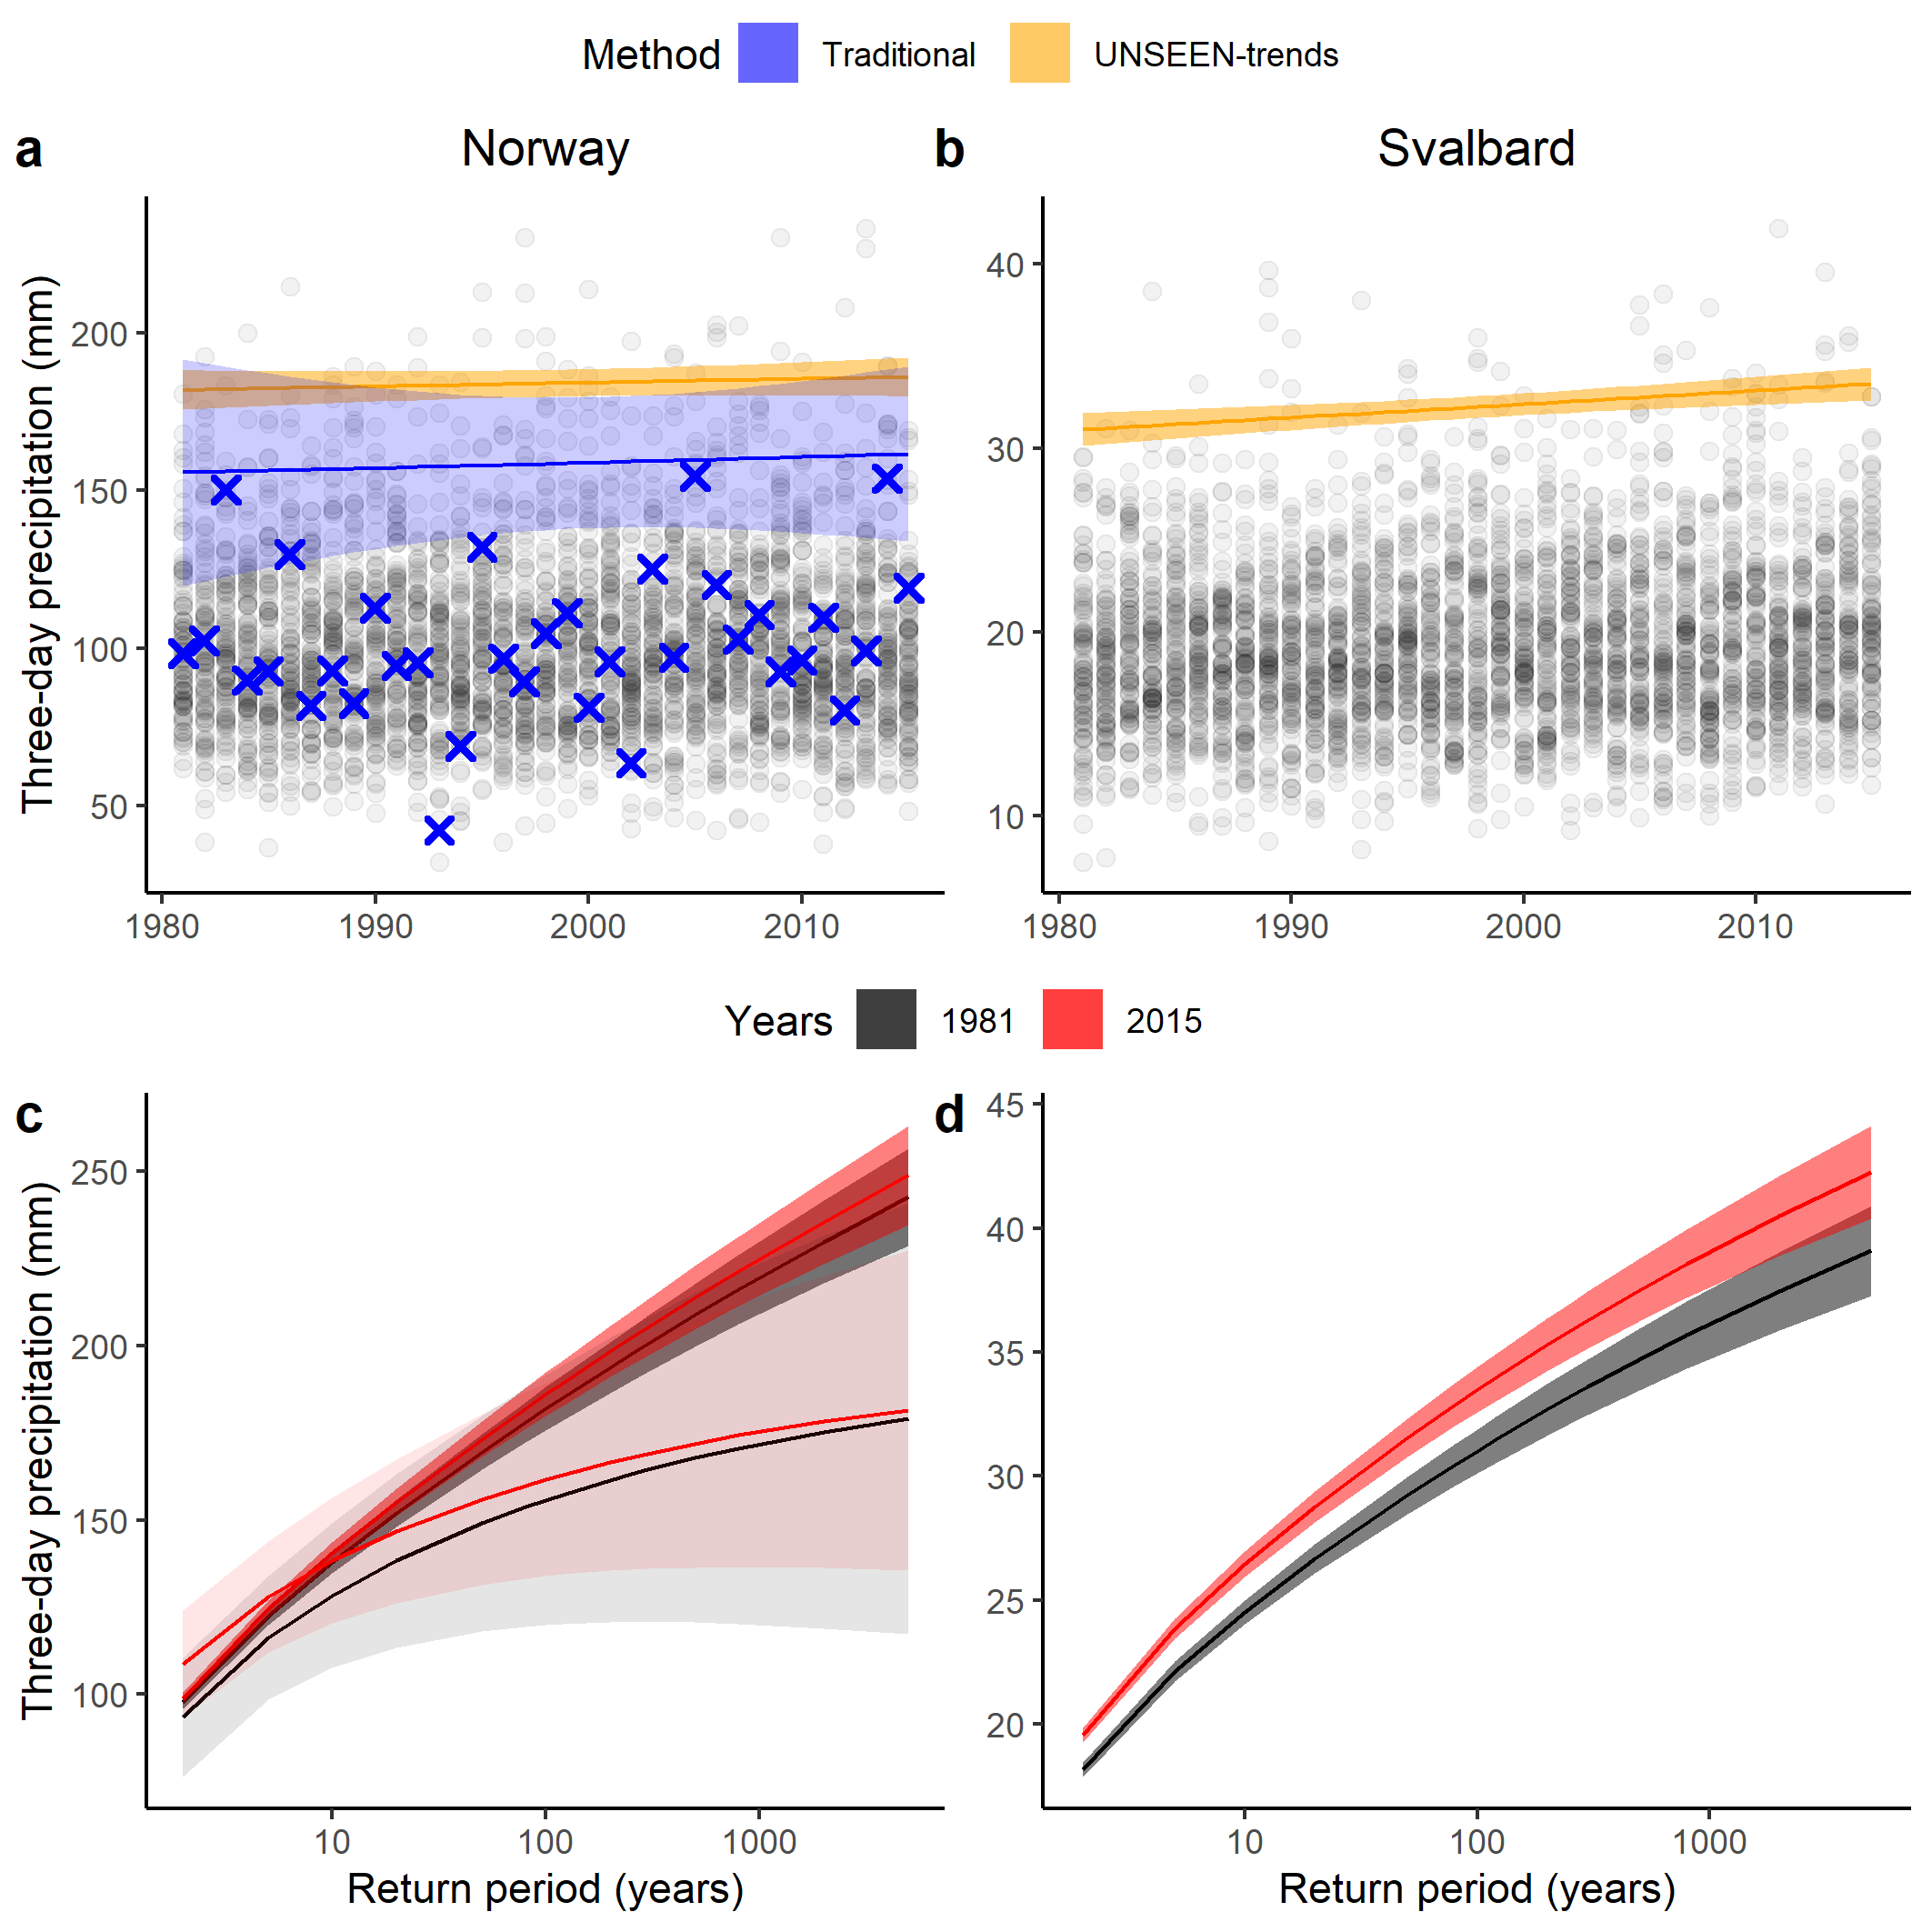 Method Traditional UNSEEN-trends
a Norway b Svalbard
Three-day precipitation (mm)
200
150
100
50
1980 1990 2000 2010
40
30
20
10
1980 1990 2000 2010
Years 1981 2015
c d
Three-day precipitation (mm)
250
200
150
100
10 100 1000
Return period (years)
45
40
35
30
25
20
10 100 1000
Return period (years)